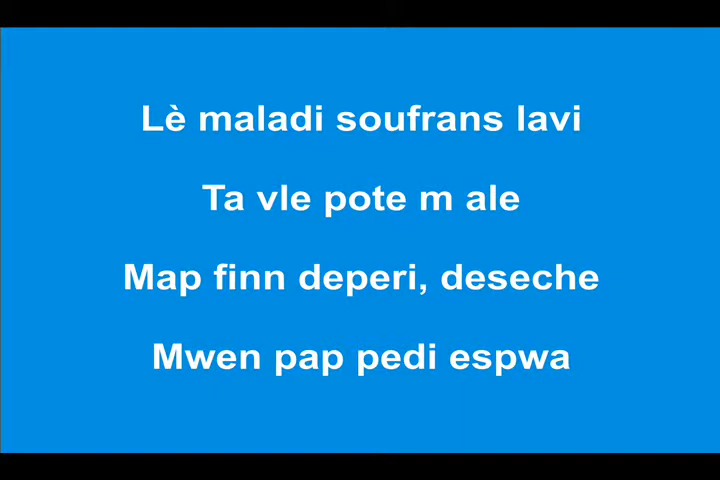 Lè maladi soufrans lavi
Ta vle pote m ale
Map finn deperi, deseche
Mwen pap pedi espwa